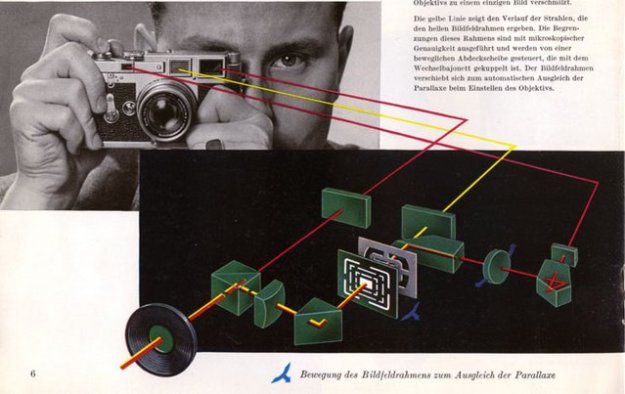 Objektivs zu einem einzigen Bild verschmilzt.
Die gelbe Linie zeigt den Verlauf der Strahlen, die
den hellen Bildfeldrahmen ergeben. Die Begren-
zungen dieses Rahmens sind mit mikroskopischer
Genauigkeit ausgeführt und werden von einer
beweglichen Abdeckscheibe gesteuert, die mit dem
Wechselbajonett gekuppelt ist. Der Bildfeldrahmen
verschiebt sich zum automatischen Ausgleich der
Parallaxe beim Einstellen des Objektivs.
6
Bewegung des Bildfeldrahmens zum Ausgleich der Parallaxe